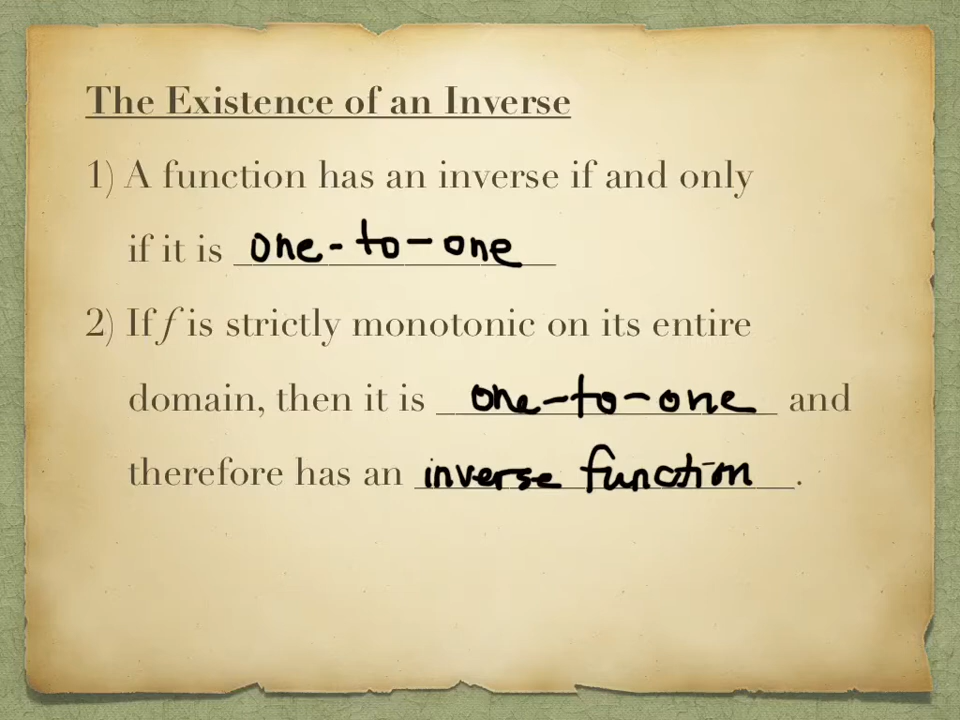 The Existence of an Inverse
1) A function has an inverse if and only
if it is one-to-one
2) If f is strictly monotonic on its entire
domain, then it is one-to-one and
therefore has an inverse function.